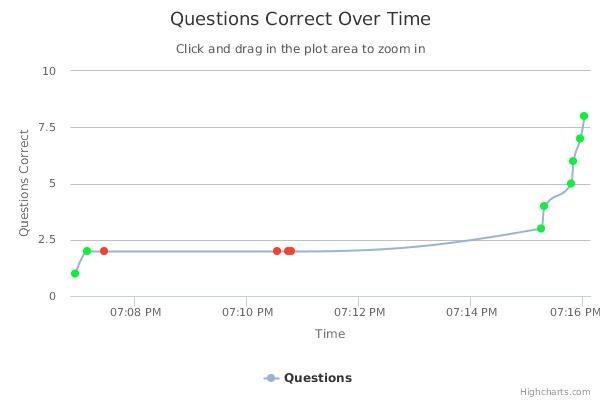 Questions Correct Over Time
Click and drag in the plot area to zoom in
Questions Correct
10
7.5
5
2.5
0
07:08 PM 07:10 PM 07:12 PM 07:14 PM 07:16 PM
Time
Questions
Highcharts.com